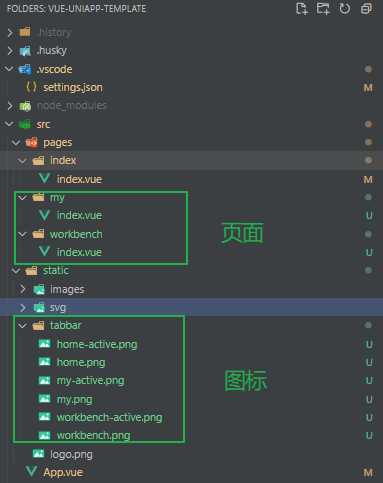 FOLDERS: VUE-UNIAPP-TEMPLATE
.history
.husky
.vscode
settings.json M
node_modules
src
pages
index
index.vue M
my
index.vue U
页面
workbench
index.vue U
static
images
svg
tabbar
home-active.png U
home.png U
my-active.png U
图标
my.png U
workbench-active.png U
workbench.png U
logo.png
App.vue M